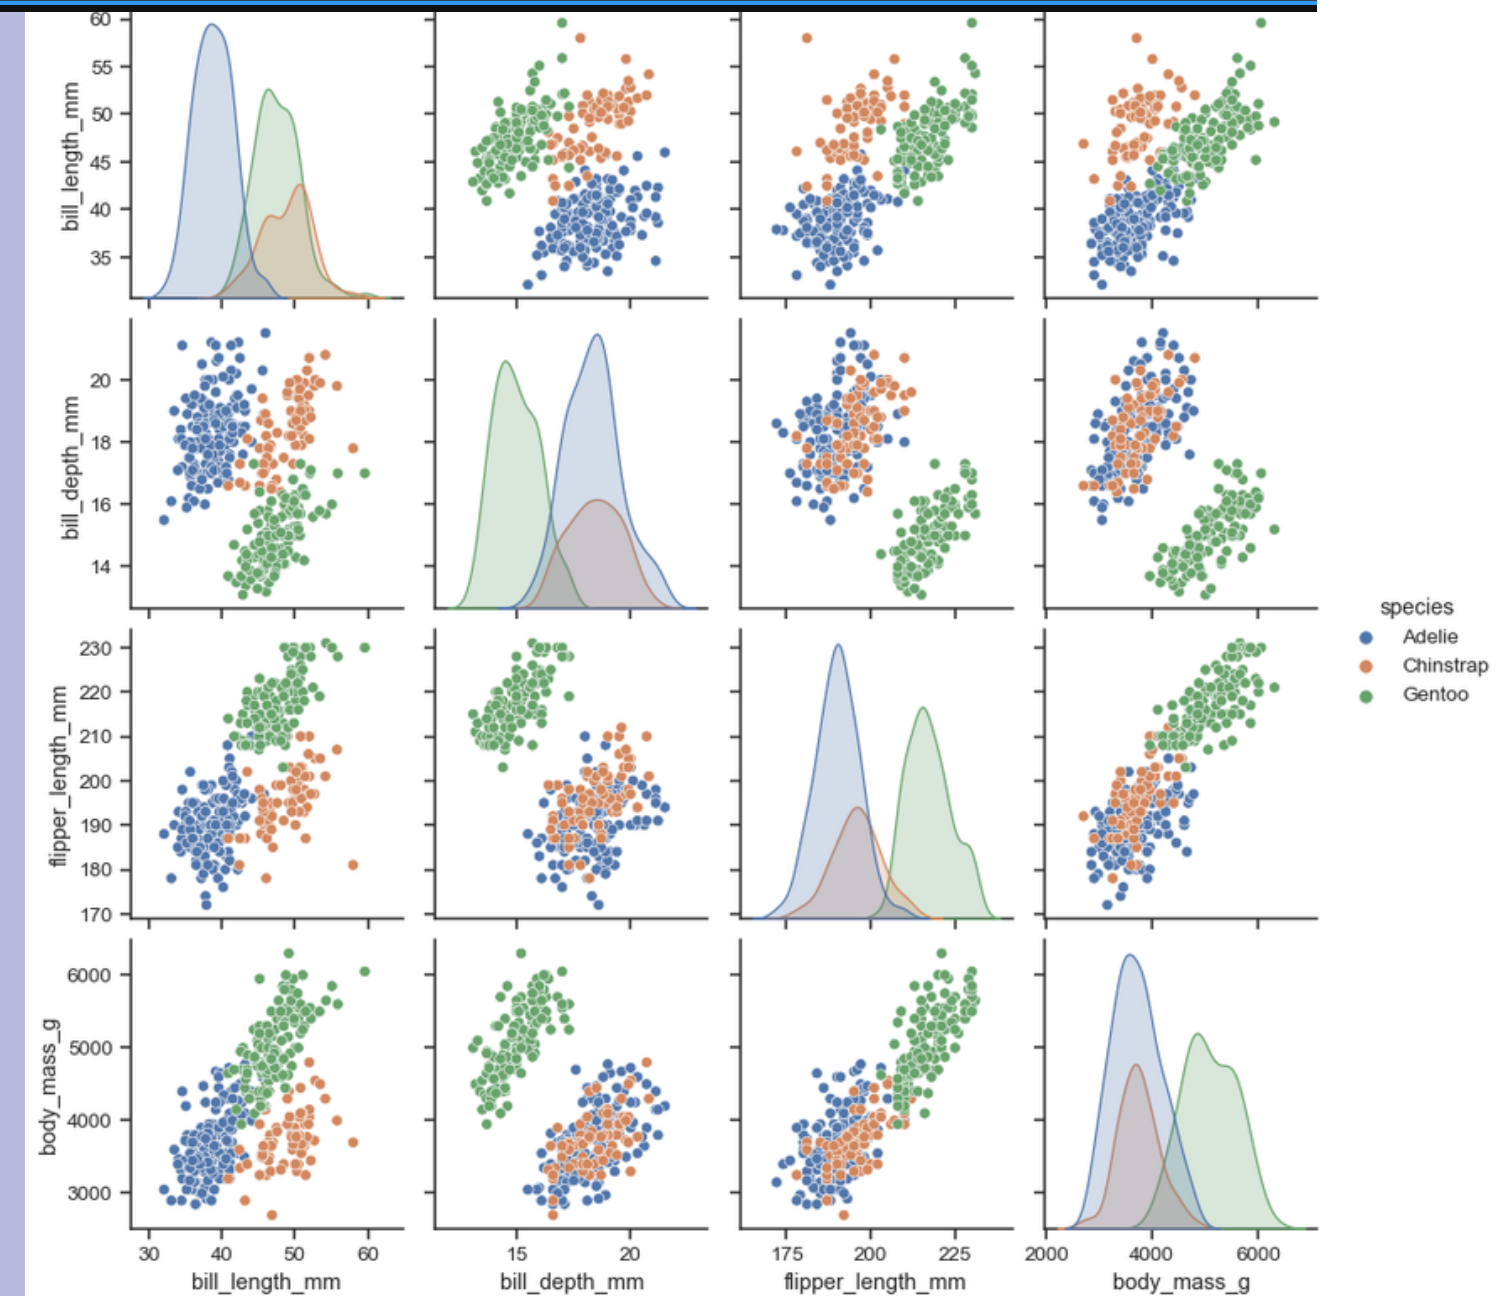 60
55
50
45
40
35
bill_length_mm
20
18
16
14
bill_depth_mm
230
220
210
200
190
180
170
flipper_length_mm
6000
5000
4000
3000
body_mass_g
30 40 50 60
bill_length_mm
15 20
bill_depth_mm
175 200 225
flipper_length_mm
2000 4000 6000
body_mass_g
species
Adelie
Chinstrap
Gentoo